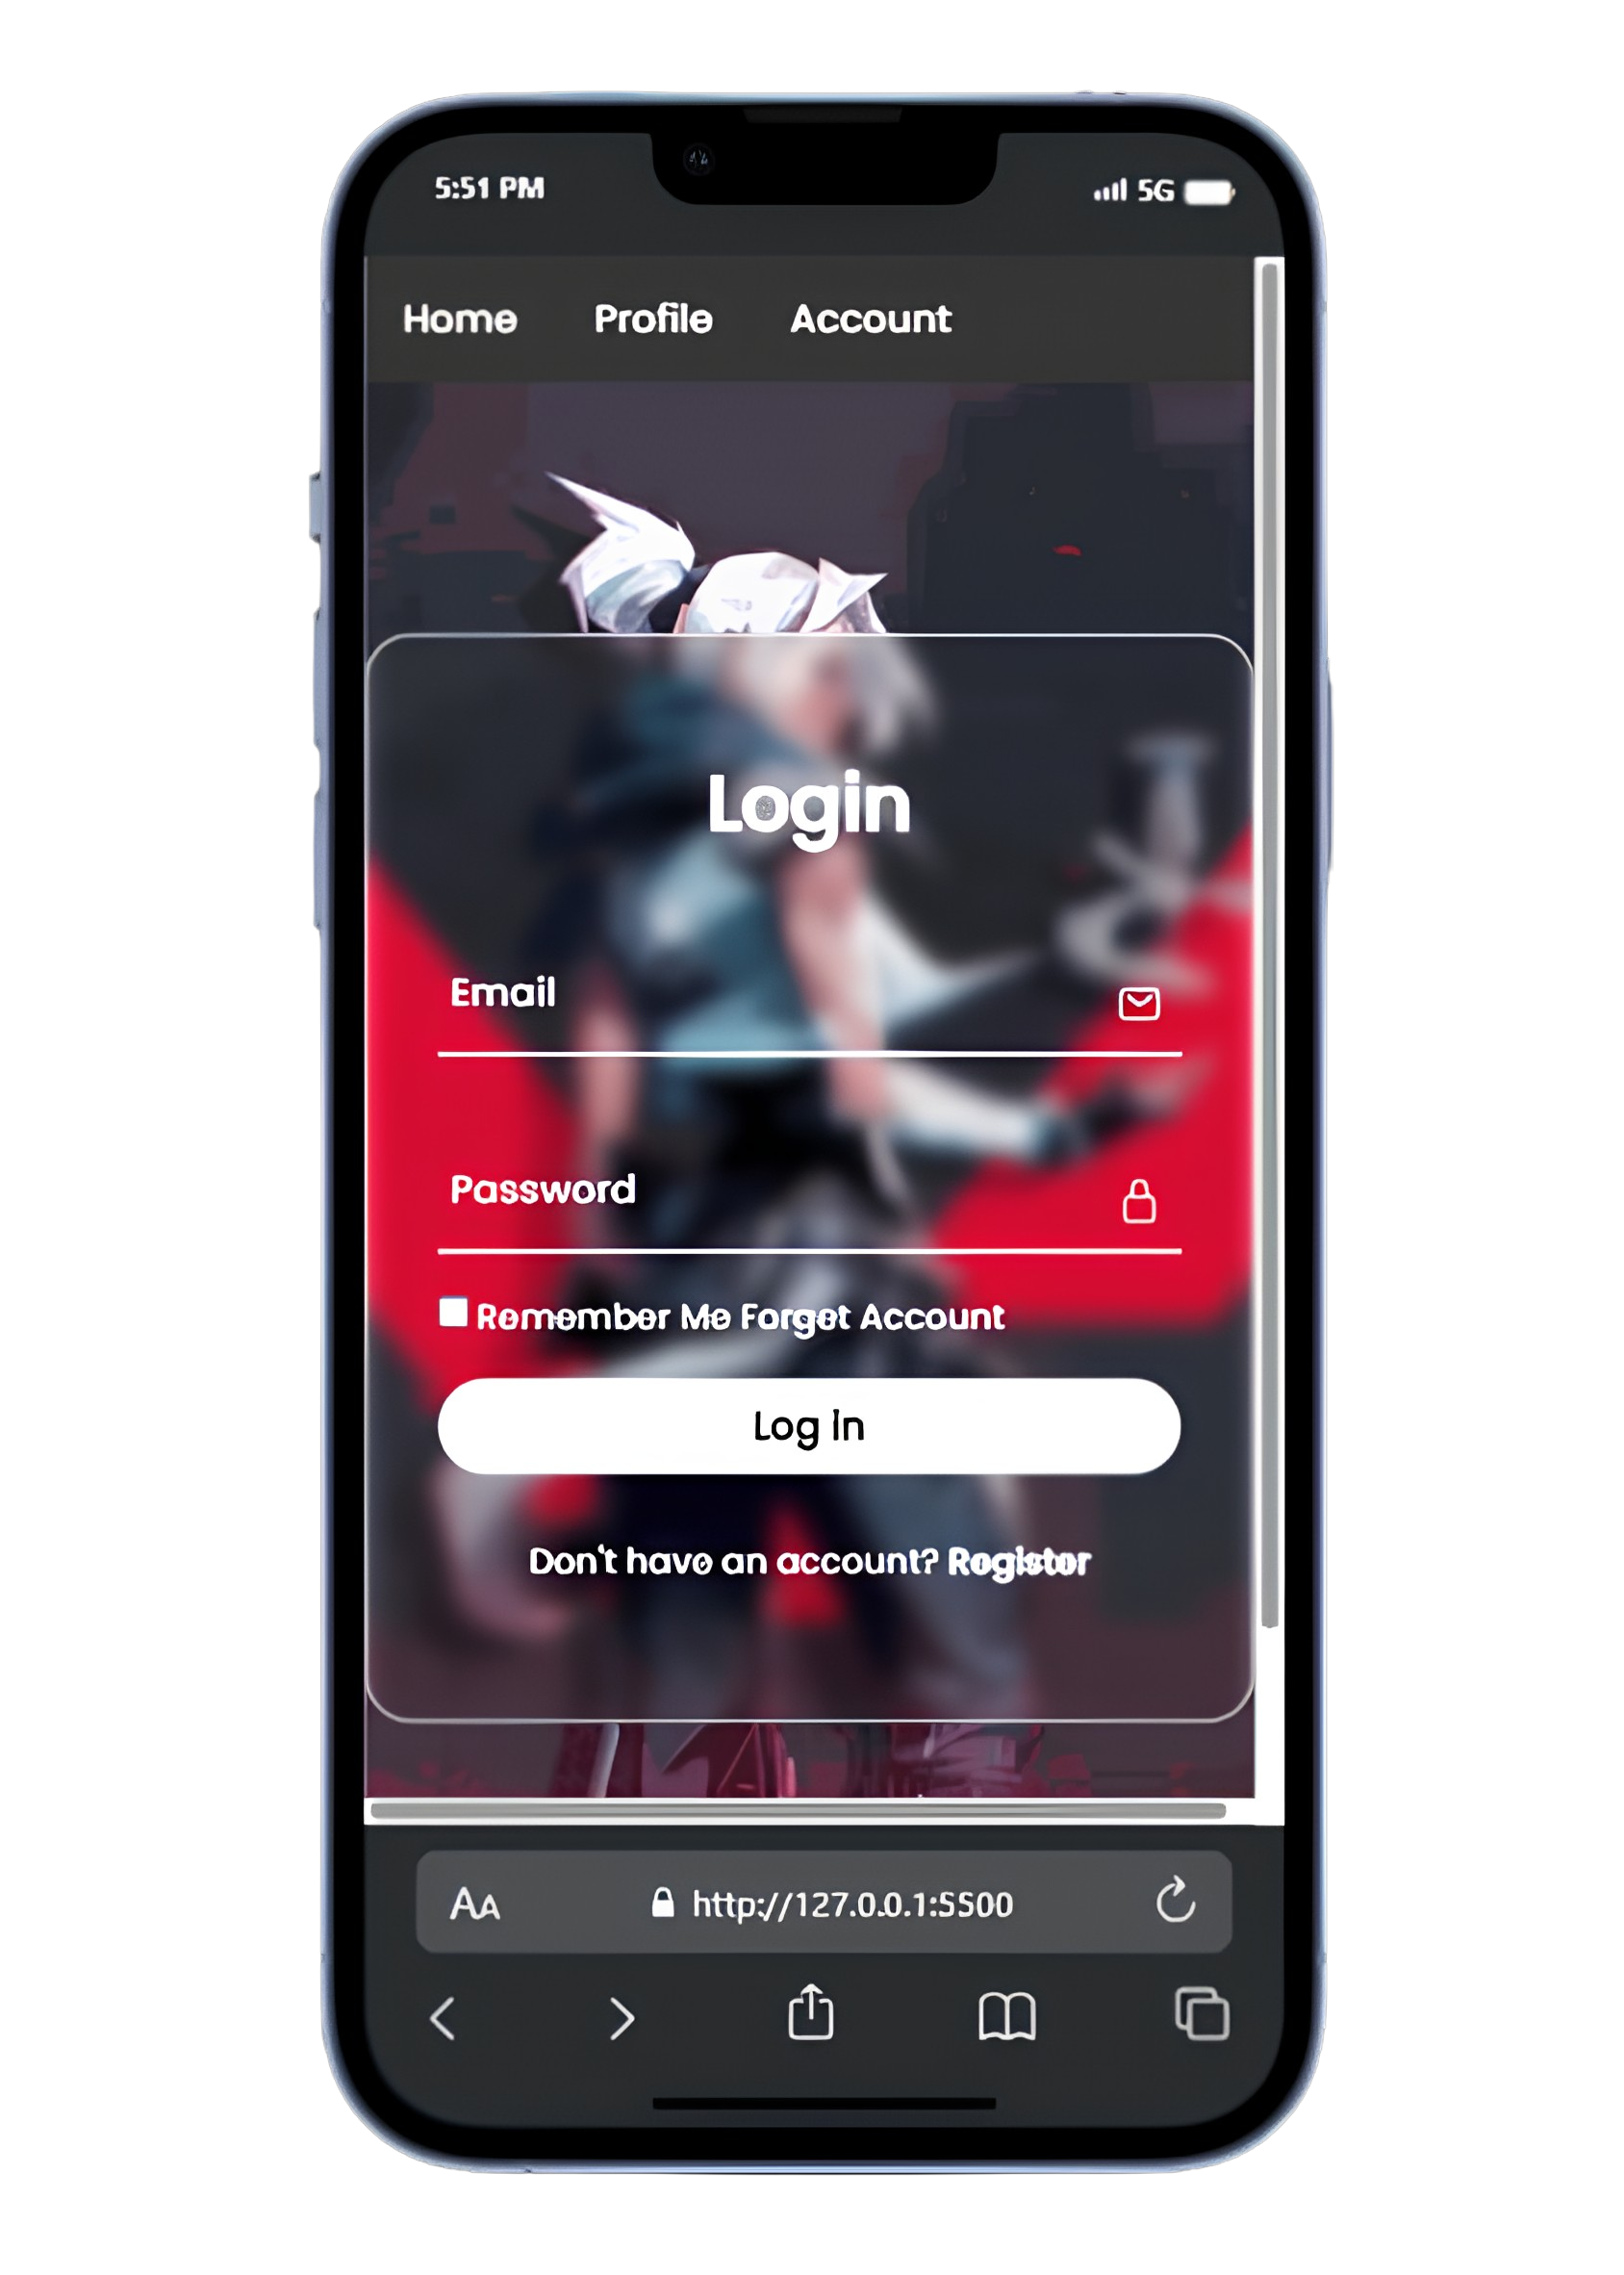 5:51 PM 5G
Home Profile Account
Login
Email
Password
Remember Me Forget Account
Log in
Don't have an account? Register
AA http://127.0.0.1:5500